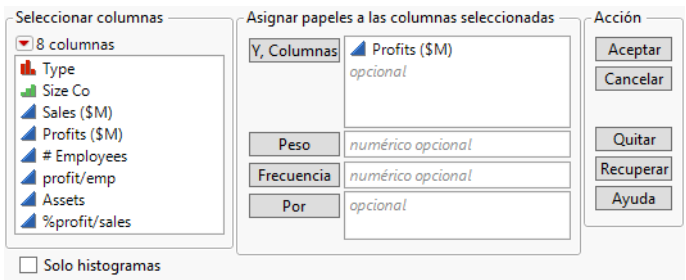 Seleccionar columnas
8 columnas
Type
Size Co
Sales ($M)
Profits ($M)
# Employees
profit/emp
Assets
%profit/sales
Solo histogramas
Asignar papeles a las columnas seleccionadas
Y, Columnas
Profits ($M)
opcional
Peso
numérico opcional
Frecuencia
numérico opcional
Por
opcional
Acción
Aceptar
Cancelar
Quitar
Recuperar
Ayuda